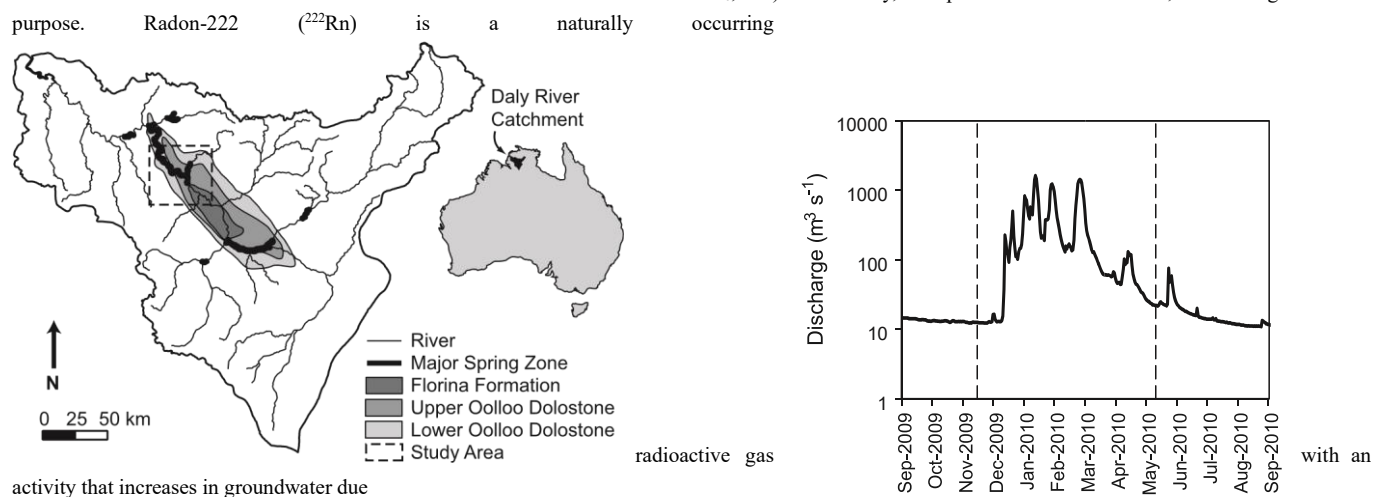 purpose. Radon-222 (²²²Rn) is a naturally occurring
Daly River
Catchment
N
0 25 50 km
River
Major Spring Zone
Florina Formation
Upper Oolloo Dolostone
Lower Oolloo Dolostone
Study Area
Discharge (m³ s⁻¹)
10000
1000
100
10
1
Sep-2009
Oct-2009
Nov-2009
Dec-2009
Jan-2010
Feb-2010
Mar-2010
Apr-2010
May-2010
Jun-2010
Jul-2010
Aug-2010
Sep-2010
radioactive gas with an
activity that increases in groundwater due